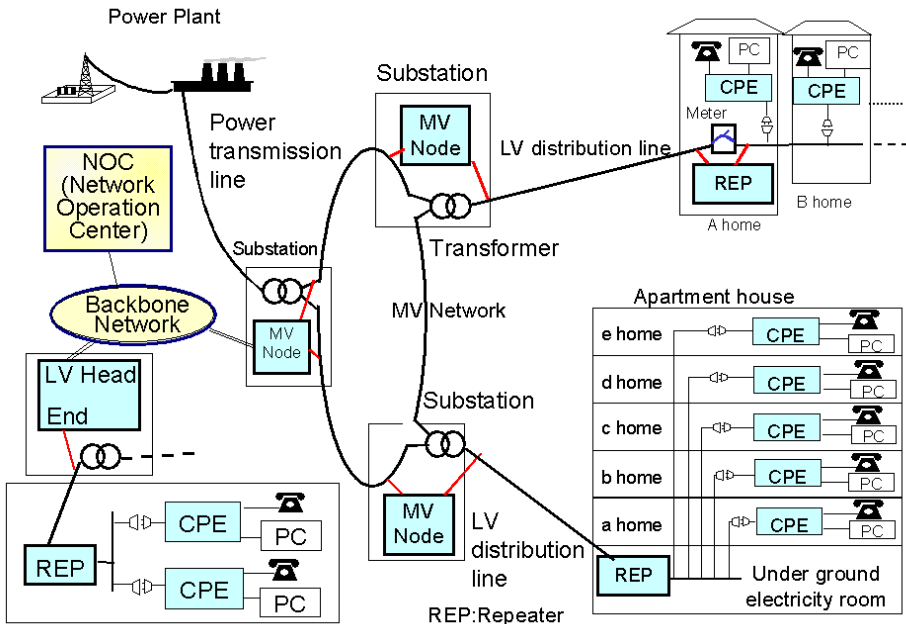 Power Plant
Substation
Power
transmission
line
MV
Node
LV distribution line
Meter
PC
CPE
PC
CPE
REP
A home
B home
NOC
(Network
Operation
Center)
Substation
Transformer
Backbone
Network
MV
Node
MV Network
LV Head
End
Substation
MV
Node
LV
distribution
line
REP
CPE
PC
CPE
PC
Apartment house
e home
CPE
PC
d home
CPE
PC
c home
CPE
PC
b home
CPE
PC
a home
CPE
PC
REP
Under ground
electricity room
REP:Repeater